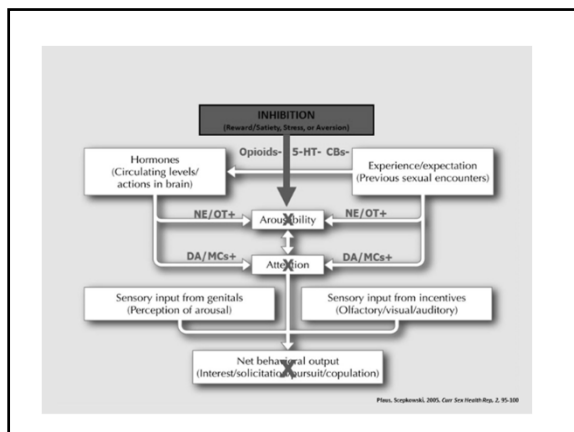 INHIBITION
(Reward/Satiety, Stress, or Aversion)
Opioids- 5-HT- CBs-
Hormones
(Circulating levels/
actions in brain)
Experience/expectation
(Previous sexual encounters)
NE/OT+
Arousability
NE/OT+
DA/MCs+
Attention
DA/MCs+
Sensory input from genitals
(Perception of arousal)
Sensory input from incentives
(Olfactory/visual/auditory)
Net behavioral output
(Interest/solicitation/pursuit/copulation)
Pfaus, Scepkowski, 2005, Curr Sex Health Rep, 2, 95-100